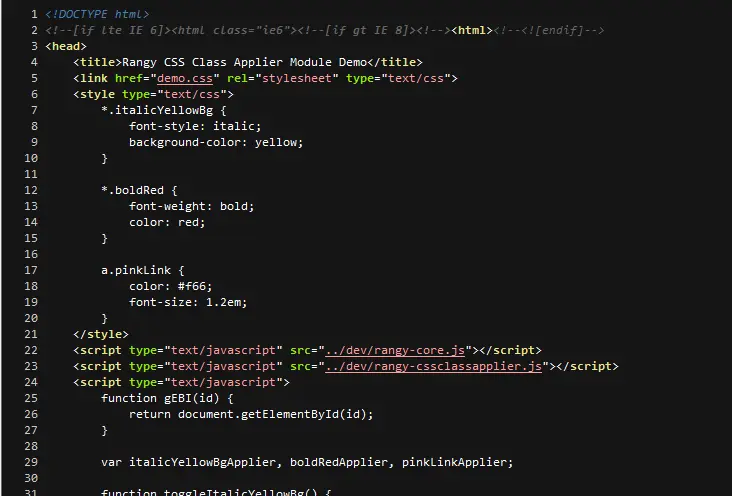 1 <!DOCTYPE html>
2 <!--[if lte IE 6]><html class="ie6"><!--[if gt IE 8]><!--><html><!--<![endif]-->
3 <head>
4     <title>Rangy CSS Class Applier Module Demo</title>
5     <link href="demo.css" rel="stylesheet" type="text/css">
6     <style type="text/css">
7         *.italicYellowBg {
8             font-style: italic;
9             background-color: yellow;
10         }
11
12         *.boldRed {
13             font-weight: bold;
14             color: red;
15         }
16
17         a.pinkLink {
18             color: #f66;
19             font-size: 1.2em;
20         }
21     </style>
22     <script type="text/javascript" src="../dev/rangy-core.js"></script>
23     <script type="text/javascript" src="../dev/rangy-cssclassapplier.js"></script>
24     <script type="text/javascript">
25         function gEBI(id) {
26             return document.getElementById(id);
27         }
28
29         var italicYellowBgApplier, boldRedApplier, pinkLinkApplier;
30
31         function toggleItalicYellowBg() {